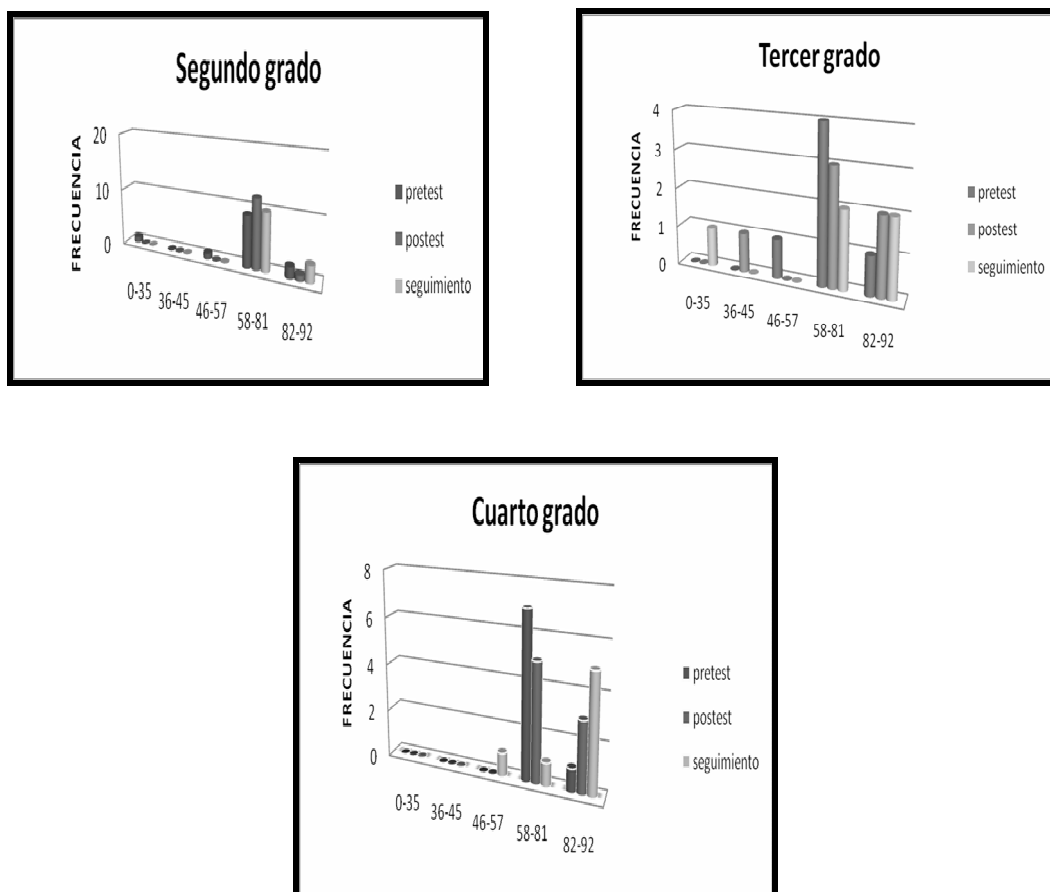 Segundo grado
FRECUENCIA
20
10
0
0-35
36-45
46-57
58-81
82-92
pretest
postest
seguimiento
Tercer grado
FRECUENCIA
4
3
2
1
0
0-35
36-45
46-57
58-81
82-92
pretest
postest
seguimiento
Cuarto grado
FRECUENCIA
8
6
4
2
0
0-35
36-45
46-57
58-81
82-92
pretest
postest
seguimiento